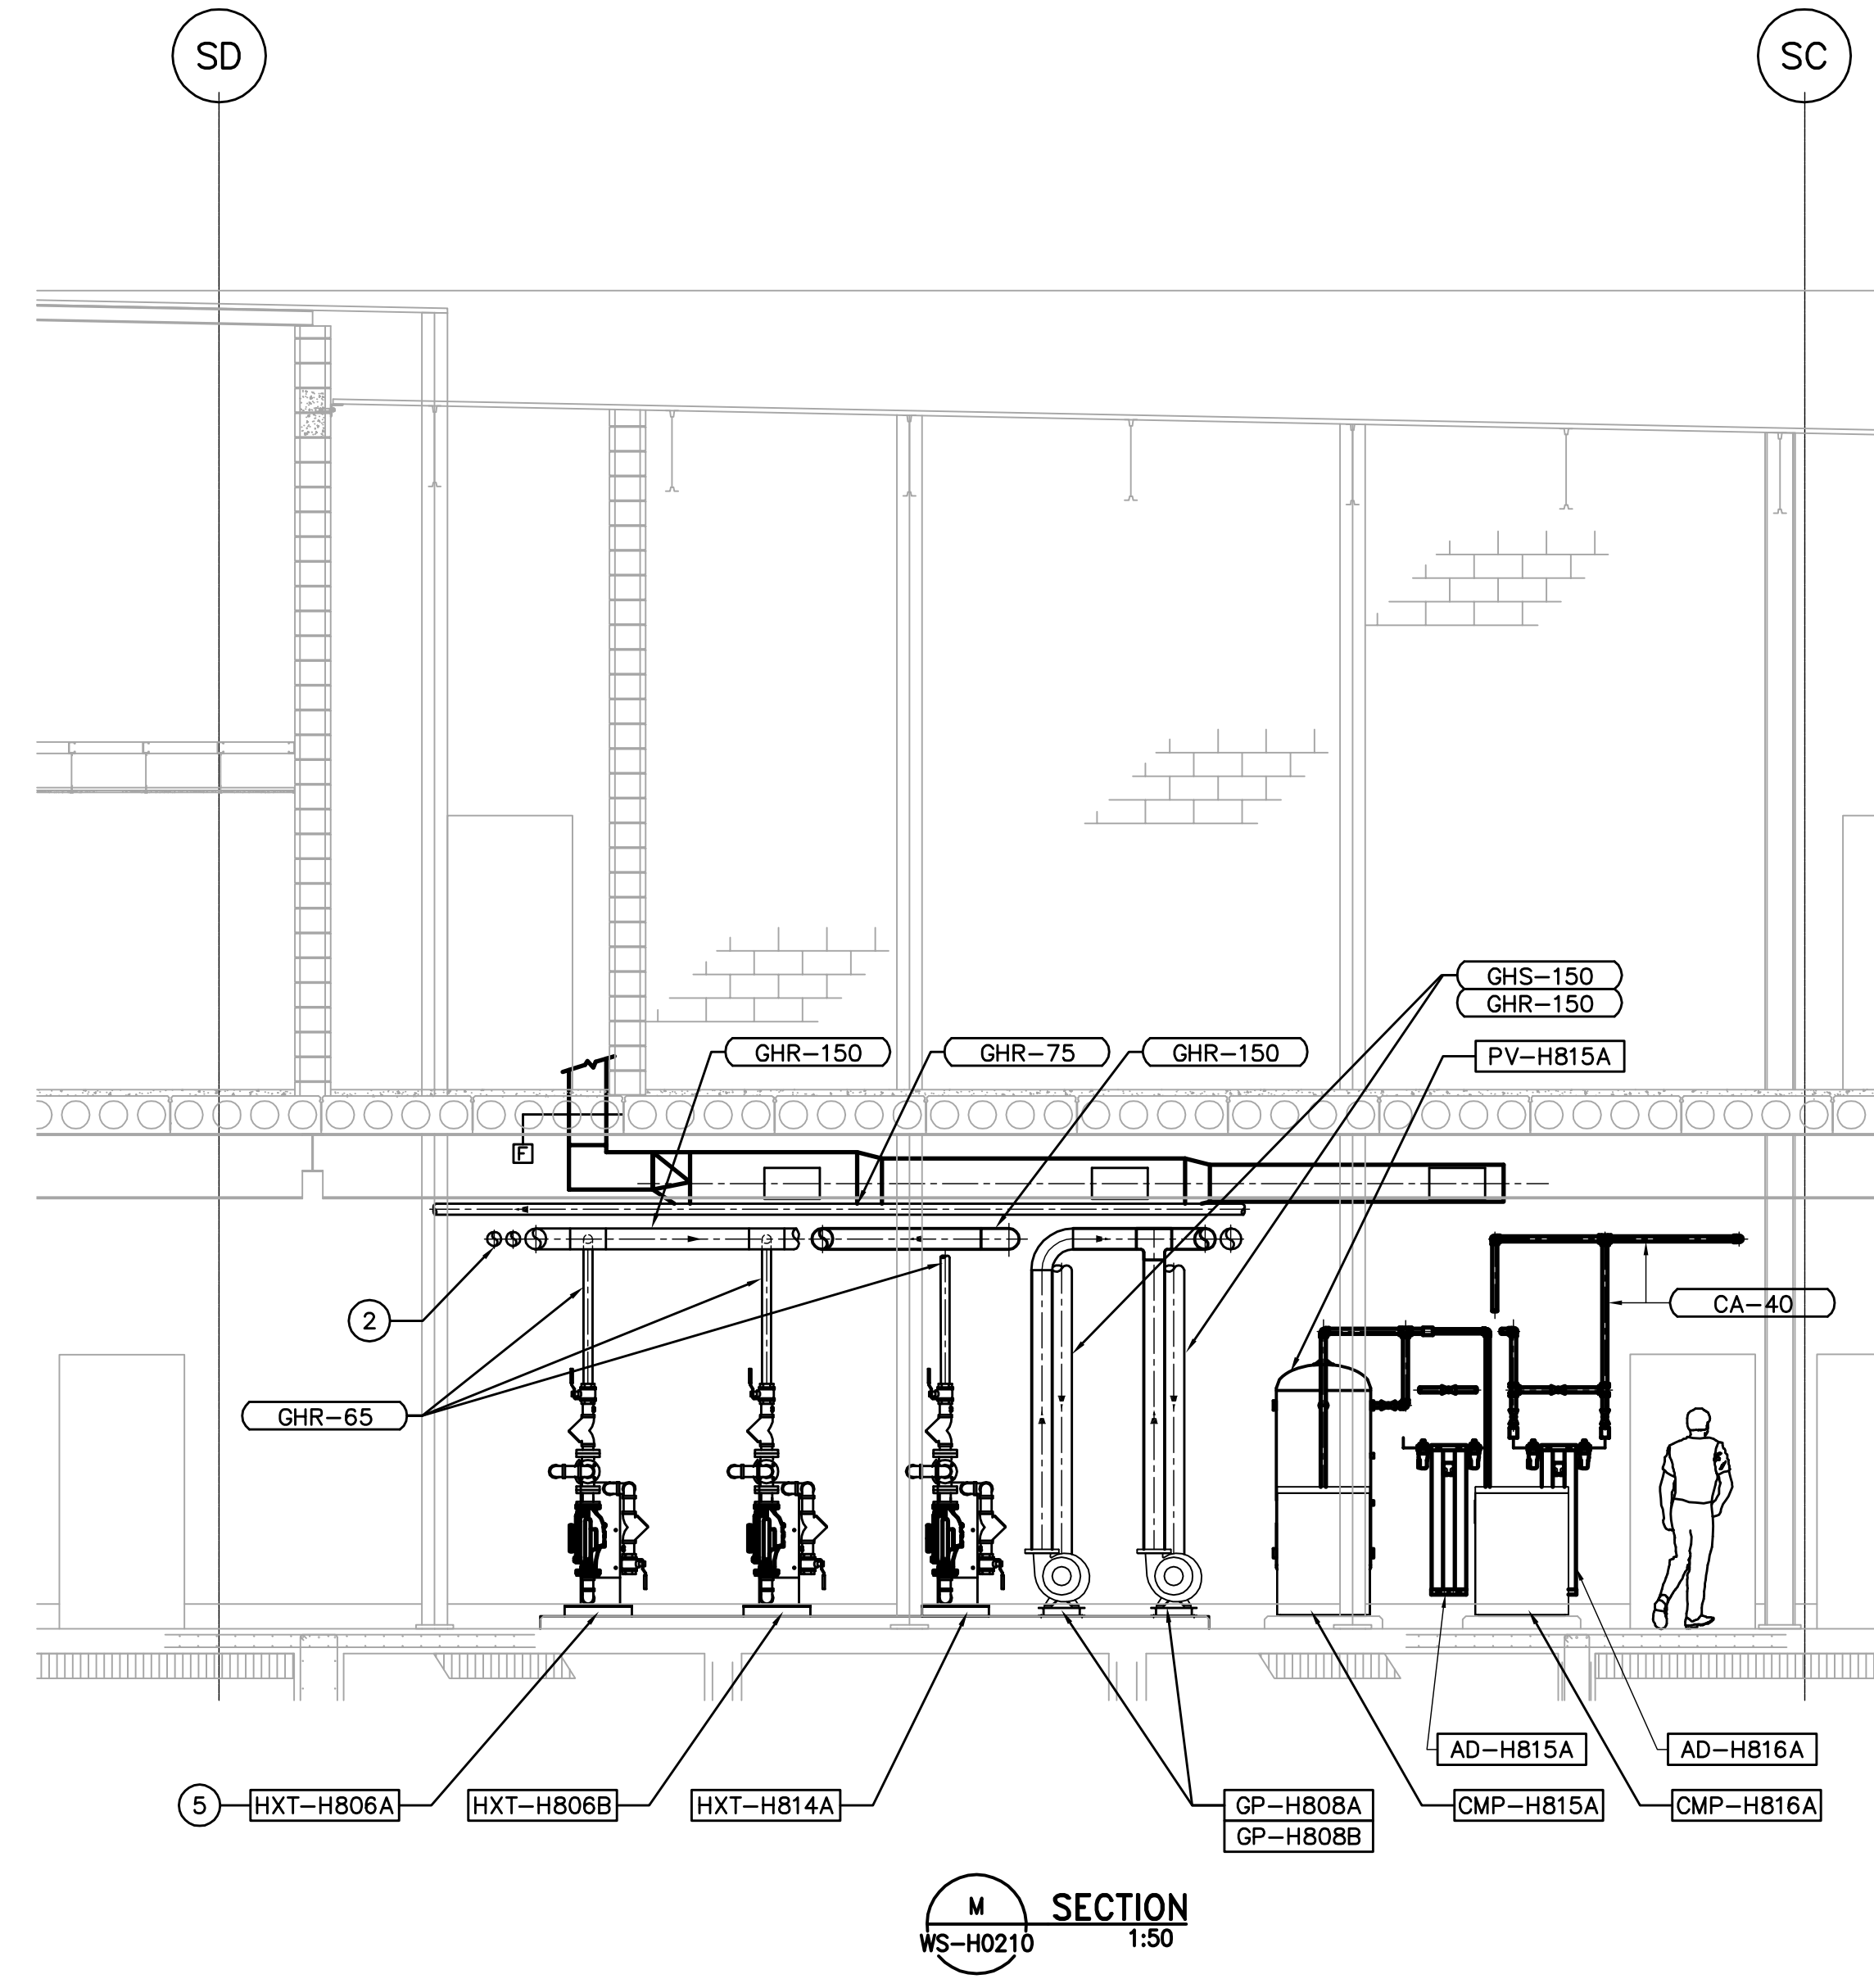 SD
SC
GHS-150
GHR-150
GHR-150
GHR-75
GHR-150
PV-H815A
F
2
CA-40
GHR-65
AD-H815A
AD-H816A
5
HXT-H806A
HXT-H806B
HXT-H814A
GP-H808A
GP-H808B
CMP-H815A
CMP-H816A
M
SECTION
WS-H0210
1:50